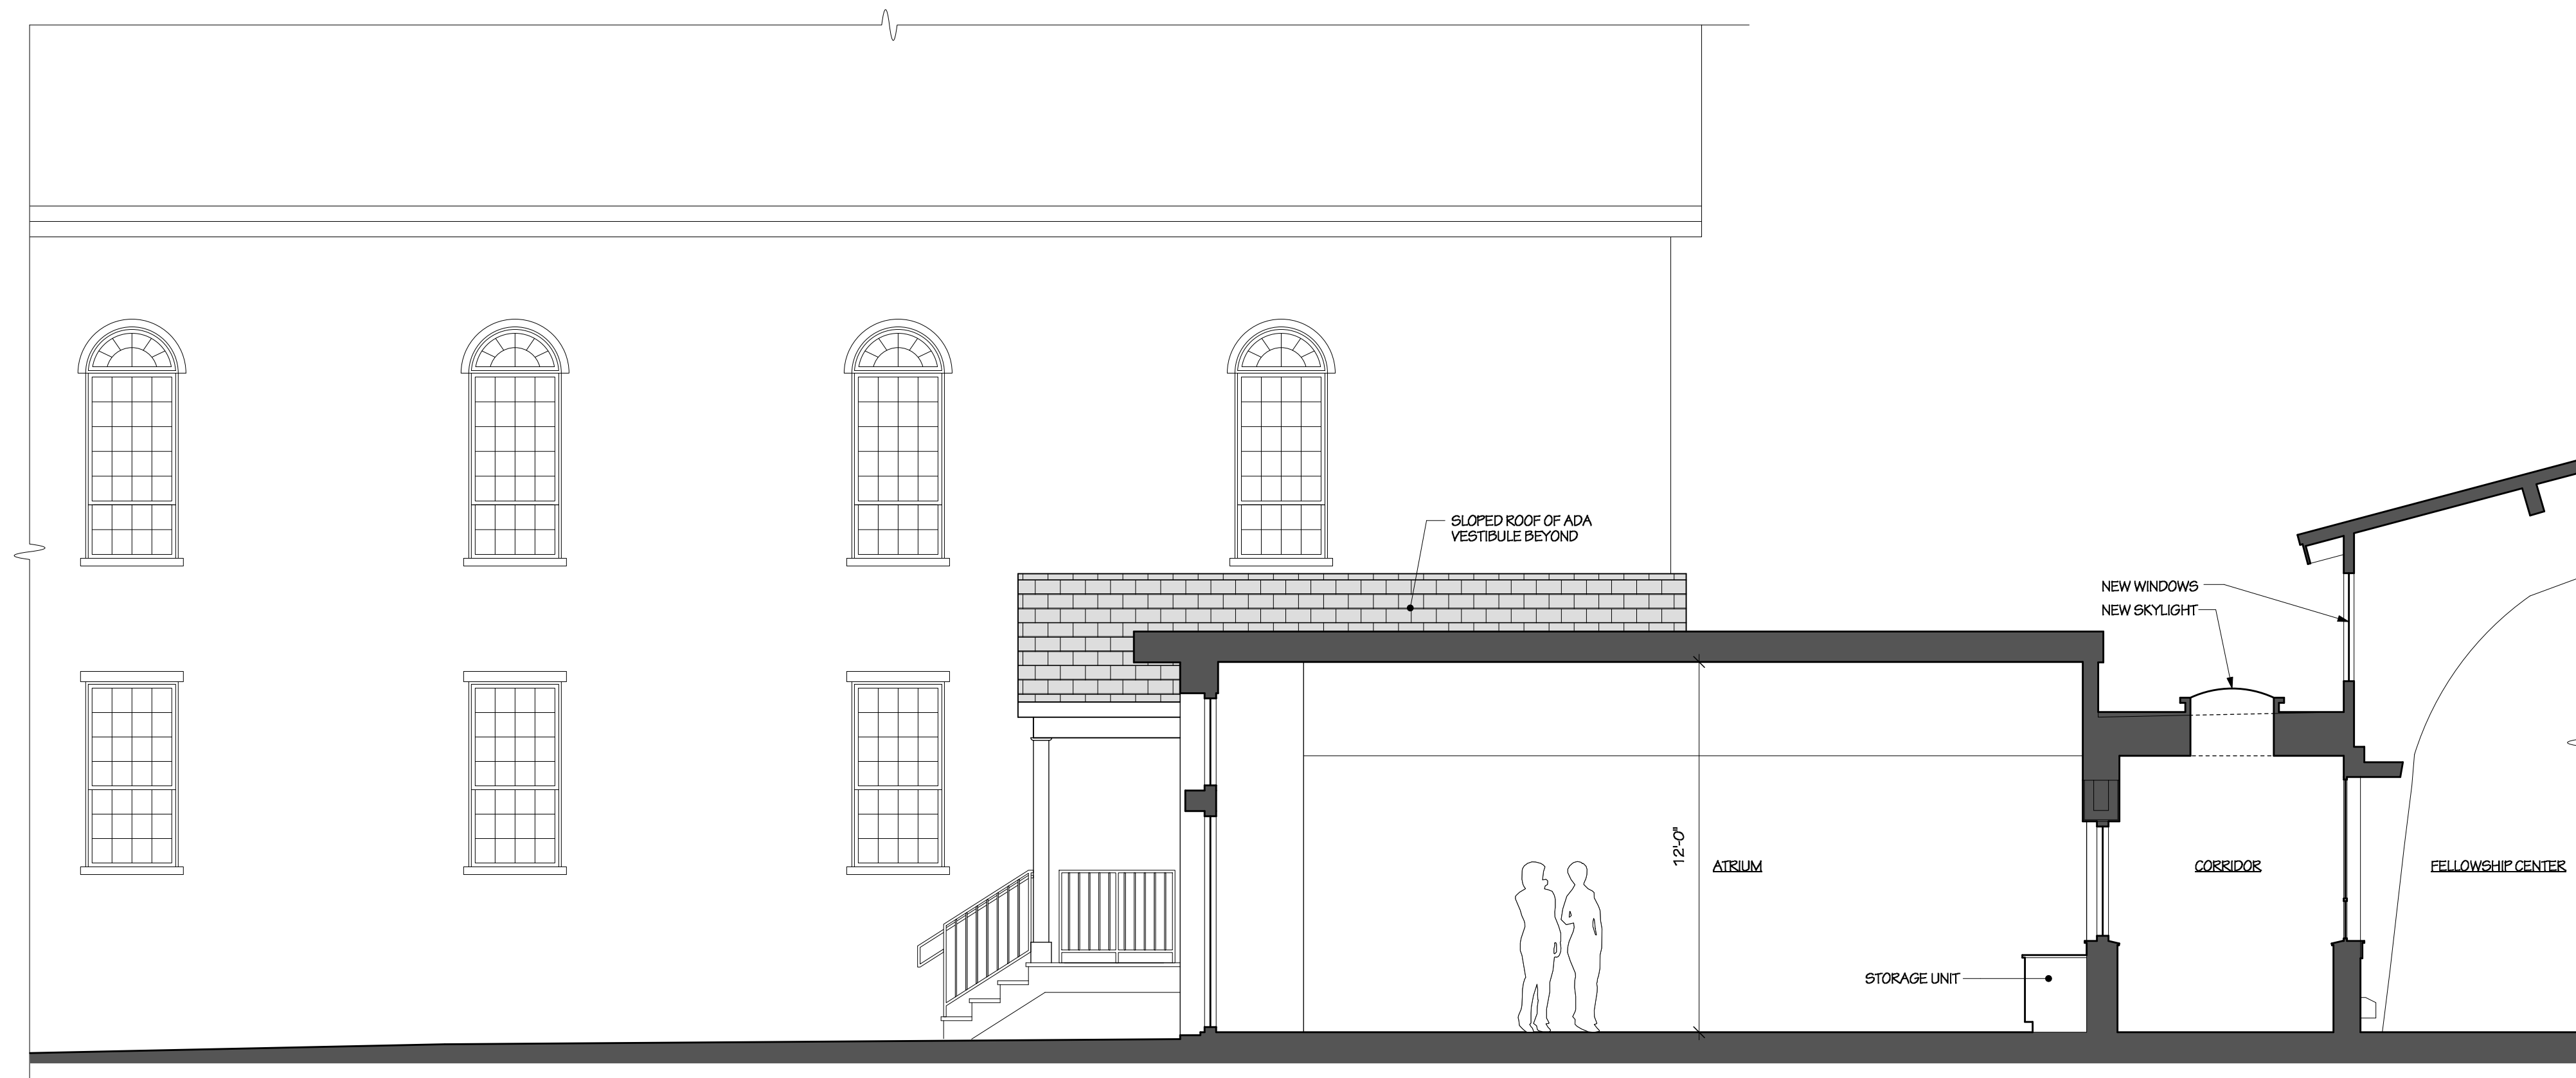 SLOPED ROOF OF ADA
VESTIBULE BEYOND
NEW WINDOWS
NEW SKYLIGHT
12'-0"
ATRIUM
CORRIDOR
FELLOWSHIP CENTER
STORAGE UNIT